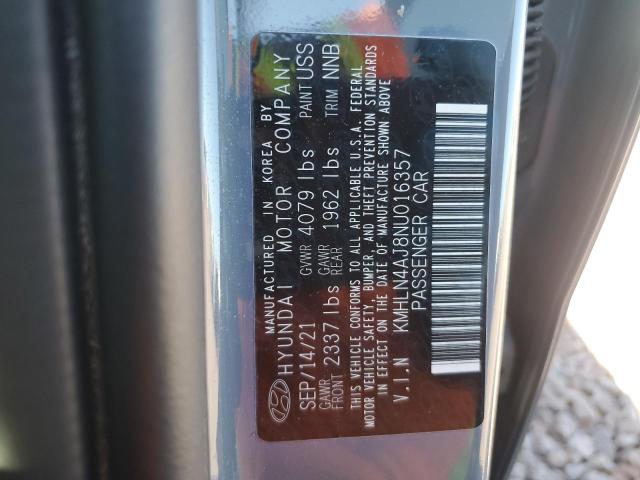 MANUFACTURED IN KOREA BY
HYUNDAI MOTOR COMPANY
SEP/14/21 GVWR 4079 lbs PAINT USS
GAWR FRONT 2337 lbs GAWR REAR 1962 lbs TRIM NNB
THIS VEHICLE CONFORMS TO ALL APPLICABLE U.S.A. FEDERAL
MOTOR VEHICLE SAFETY, BUMPER, AND THEFT PREVENTION STANDARDS
IN EFFECT ON THE DATE OF MANUFACTURE SHOWN ABOVE
V.I.N KMHLN4AJ8NU016357
PASSENGER CAR